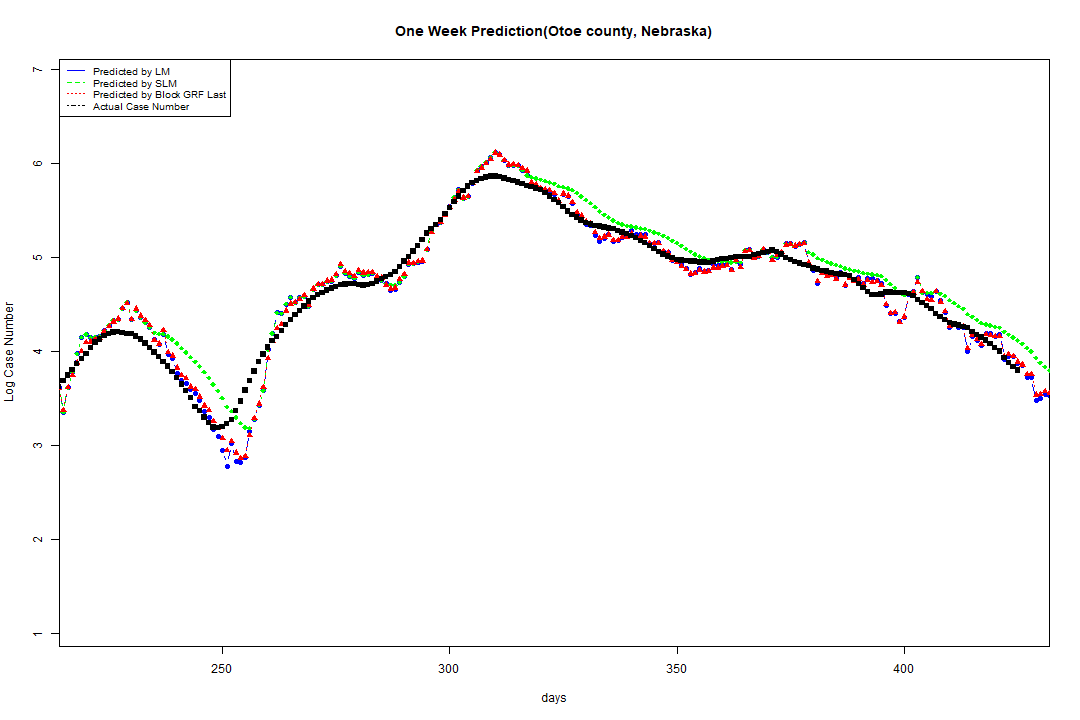 One Week Prediction(Otoe county, Nebraska)
Predicted by LM
Predicted by SLM
Predicted by Block GRF Last
Actual Case Number
7
6
5
4
3
2
1
Log Case Number
250 300 350 400
days